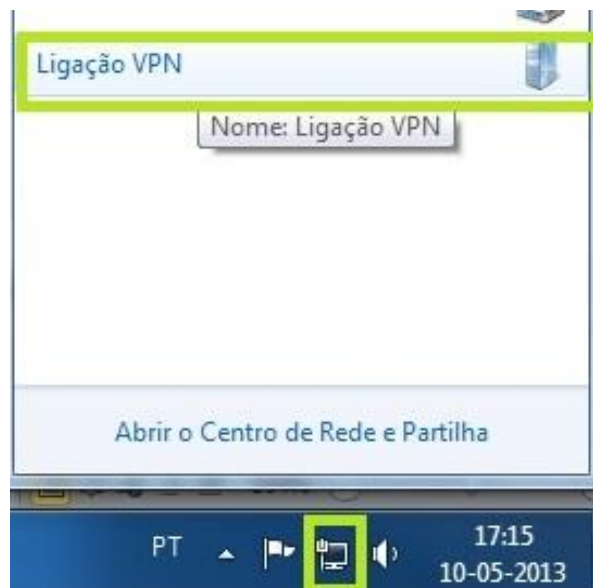 Ligação VPN
Nome: Ligação VPN
Abrir o Centro de Rede e Partilha
PT
17:15
10-05-2013